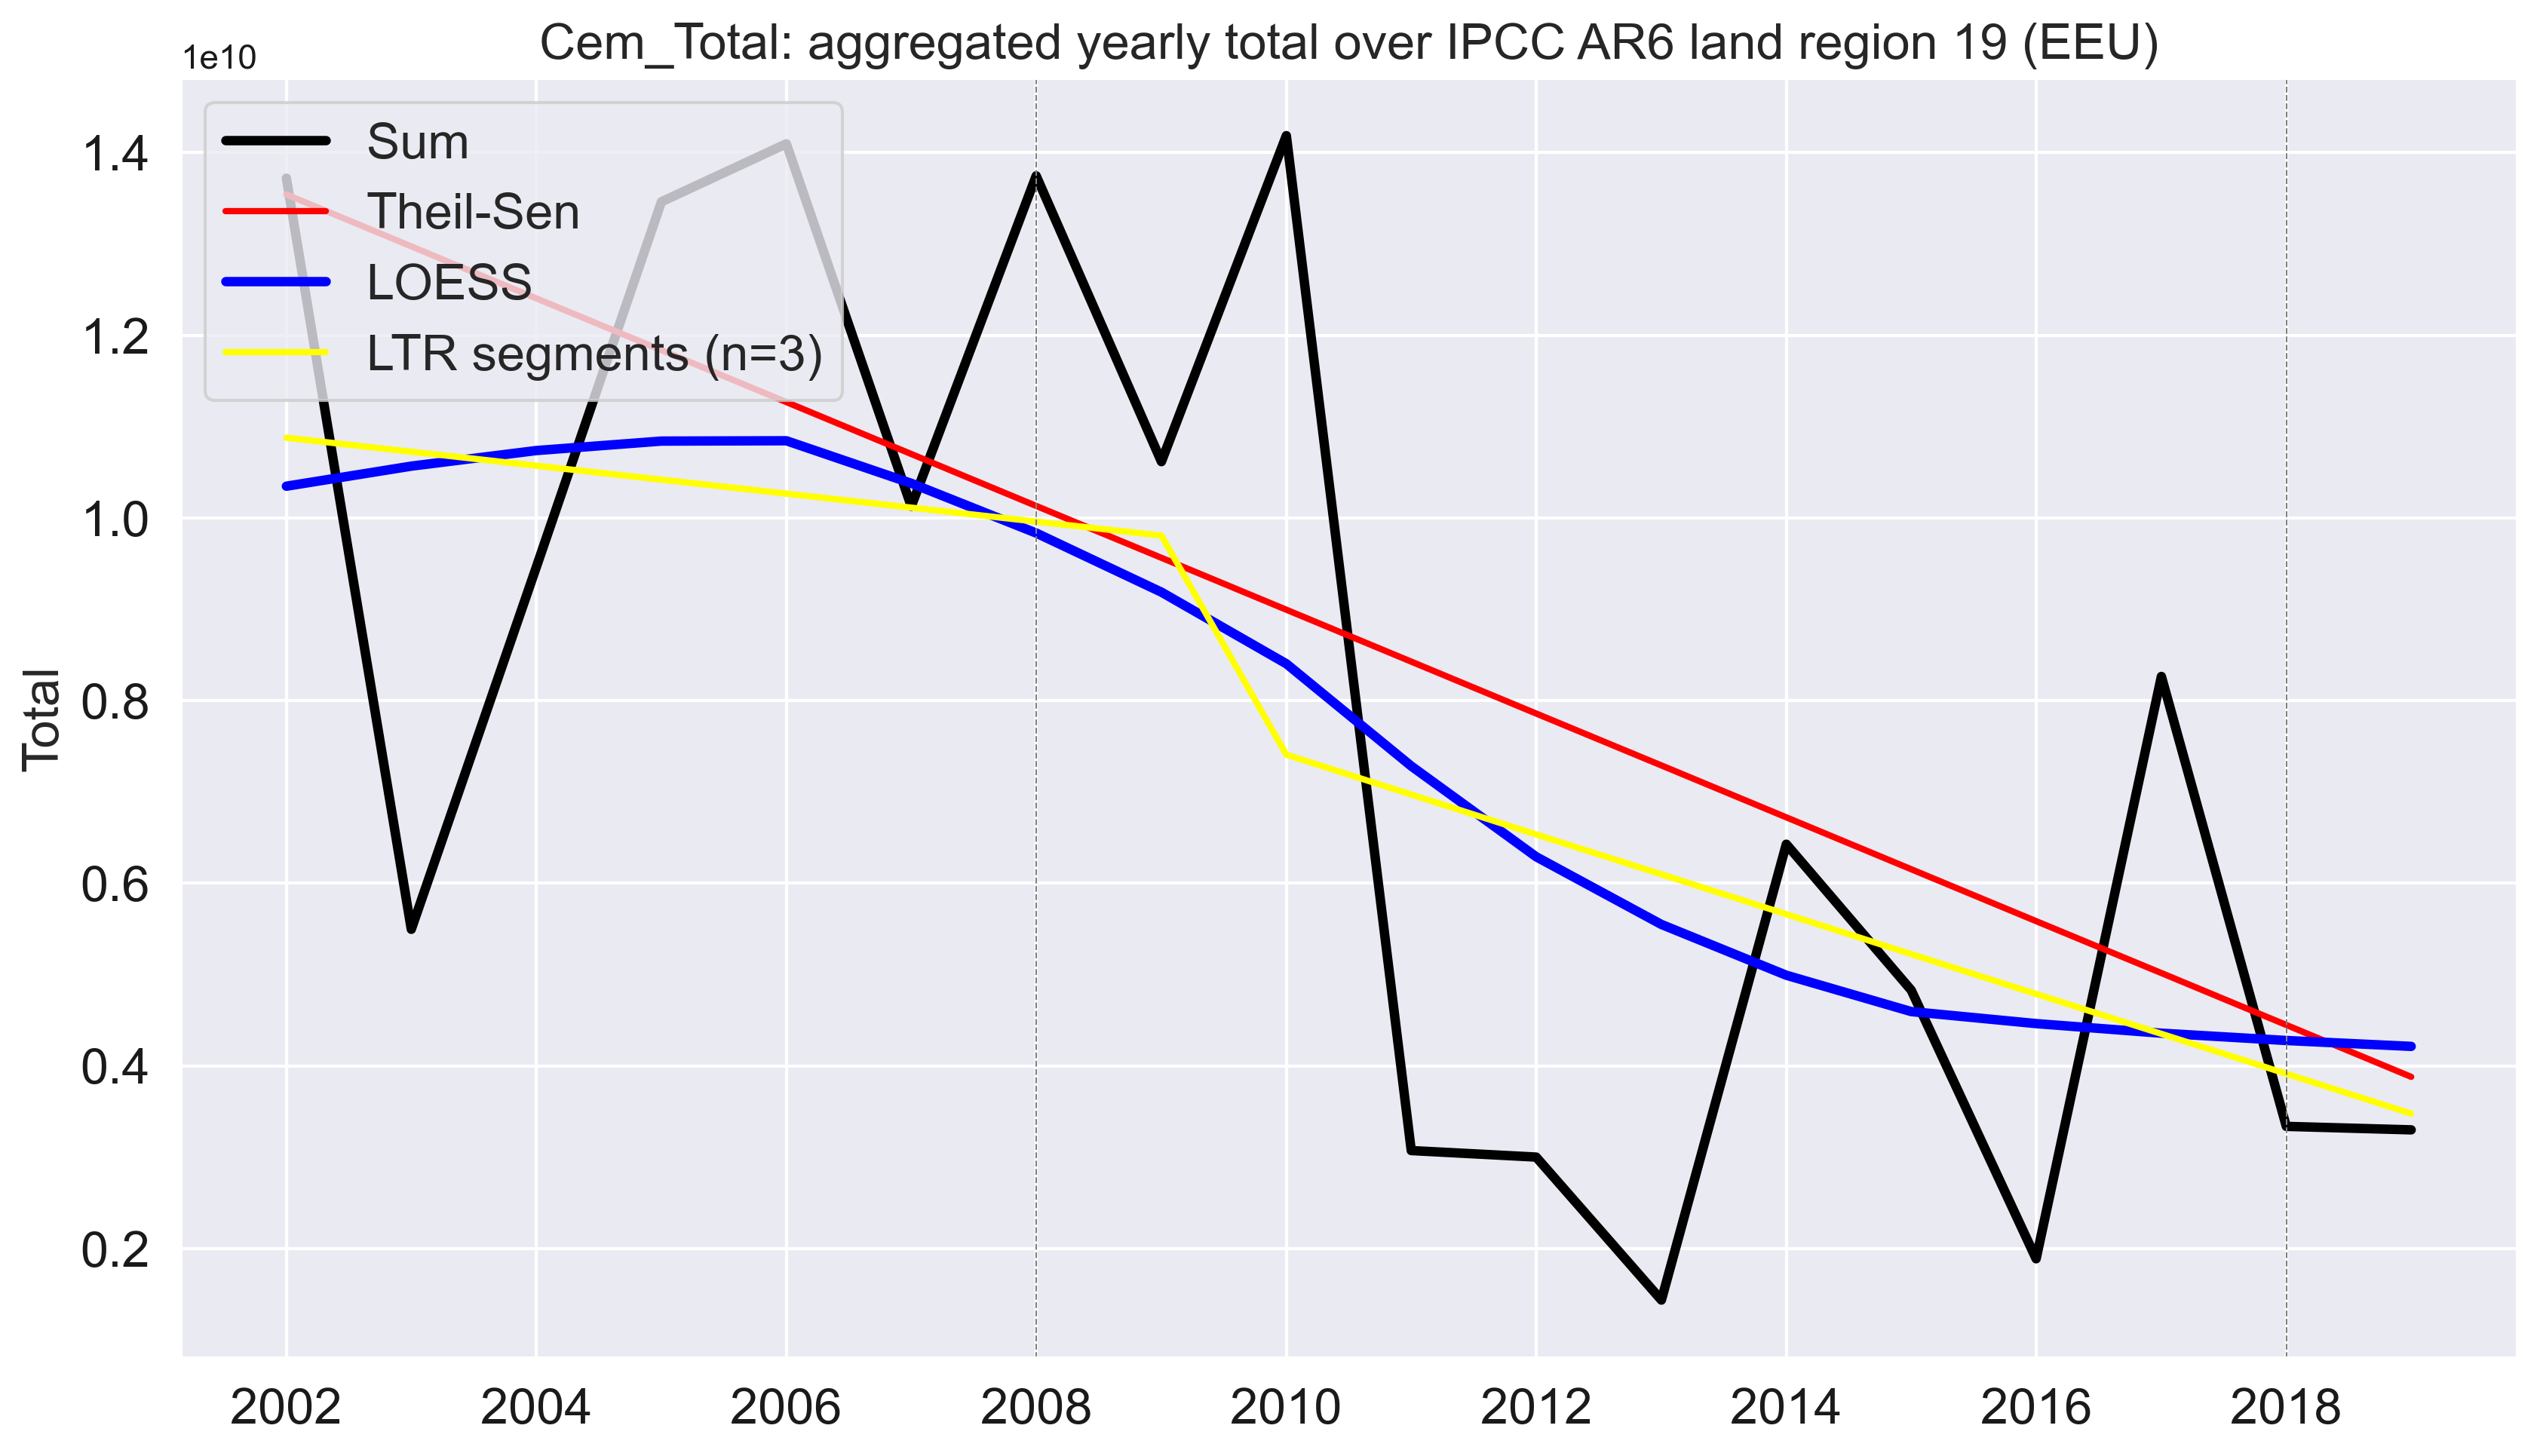 Cem_Total: aggregated yearly total over IPCC AR6 land region 19 (EEU)
1e10
Sum
Theil-Sen
LOESS
LTR segments (n=3)
Total
1.4
1.2
1.0
0.8
0.6
0.4
0.2
2002 2004 2006 2008 2010 2012 2014 2016 2018